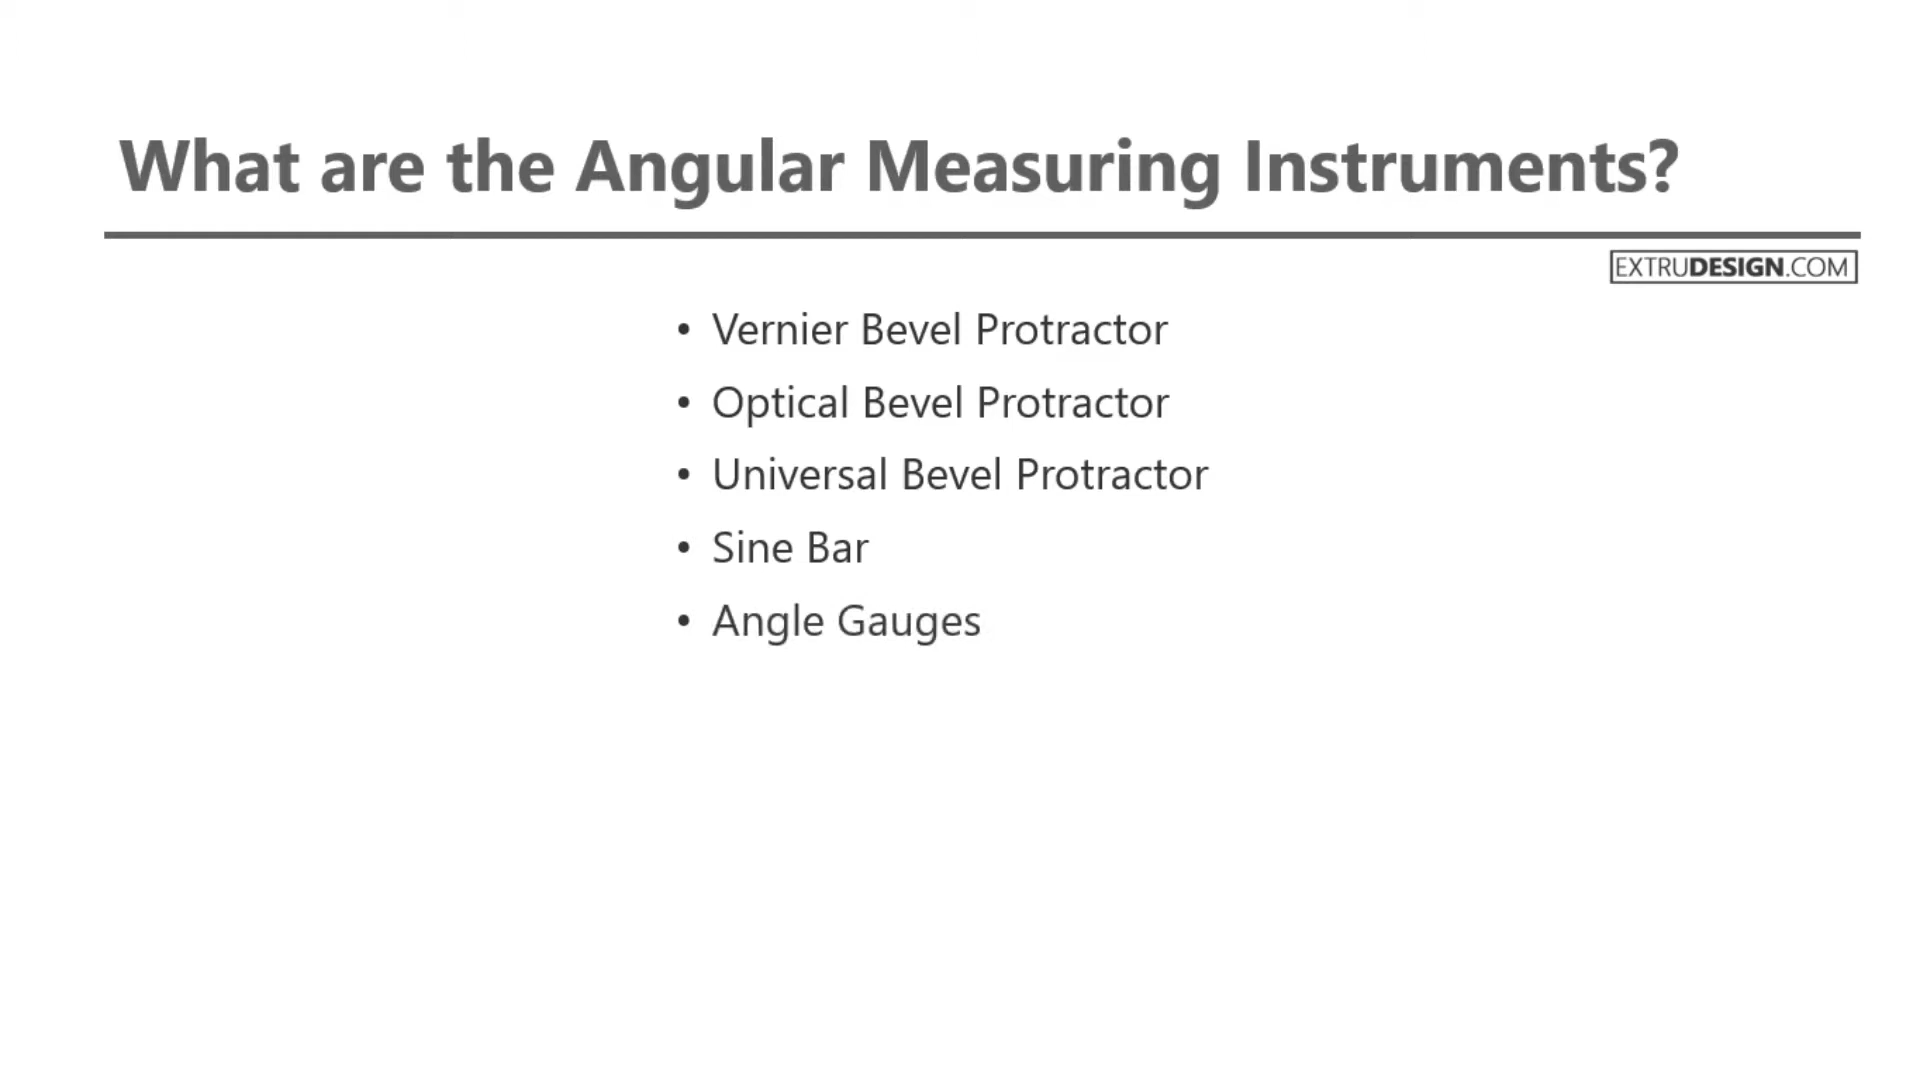 What are the Angular Measuring Instruments?
EXTRUDESIGN.COM
• Vernier Bevel Protractor
• Optical Bevel Protractor
• Universal Bevel Protractor
• Sine Bar
• Angle Gauges